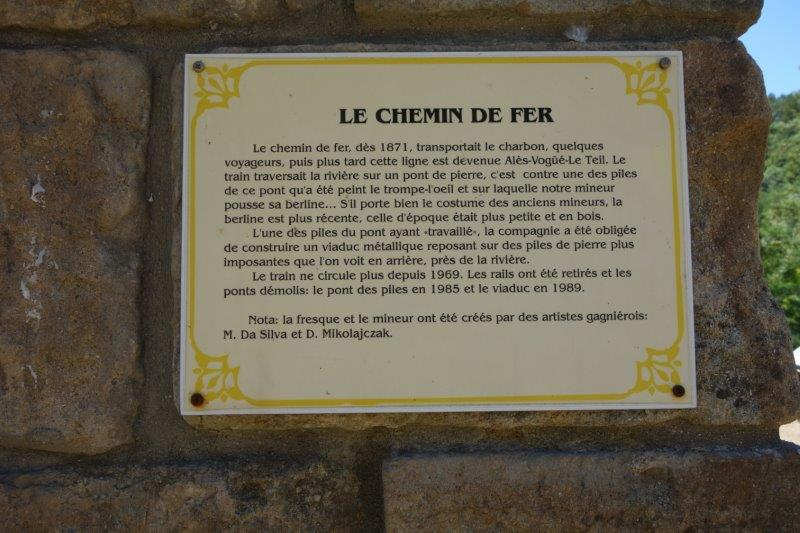 LE CHEMIN DE FER
Le chemin de fer, dès 1871, transportait le charbon, quelques
voyageurs, puis plus tard cette ligne est devenue Alès-Vogüé-Le Teil. Le
train traversait la rivière sur un pont de pierre, c'est contre une des piles
de ce pont qu'a été peint le trompe-l'oeil et sur laquelle notre mineur
pousse sa berline... S'il porte bien le costume des anciens mineurs, la
berline est plus récente, celle d'époque était plus petite et en bois.
L'une des piles du pont ayant «travaillé», la compagnie a été obligée
de construire un viaduc métallique reposant sur des piles de pierre plus
imposantes que l'on voit en arrière, près de la rivière.
Le train ne circule plus depuis 1969. Les rails ont été retirés et les
ponts démolis: le pont des piles en 1985 et le viaduc en 1989.
Nota: la fresque et le mineur ont été créés par des artistes gagniérois:
M. Da Silva et D. Mikolajczak.